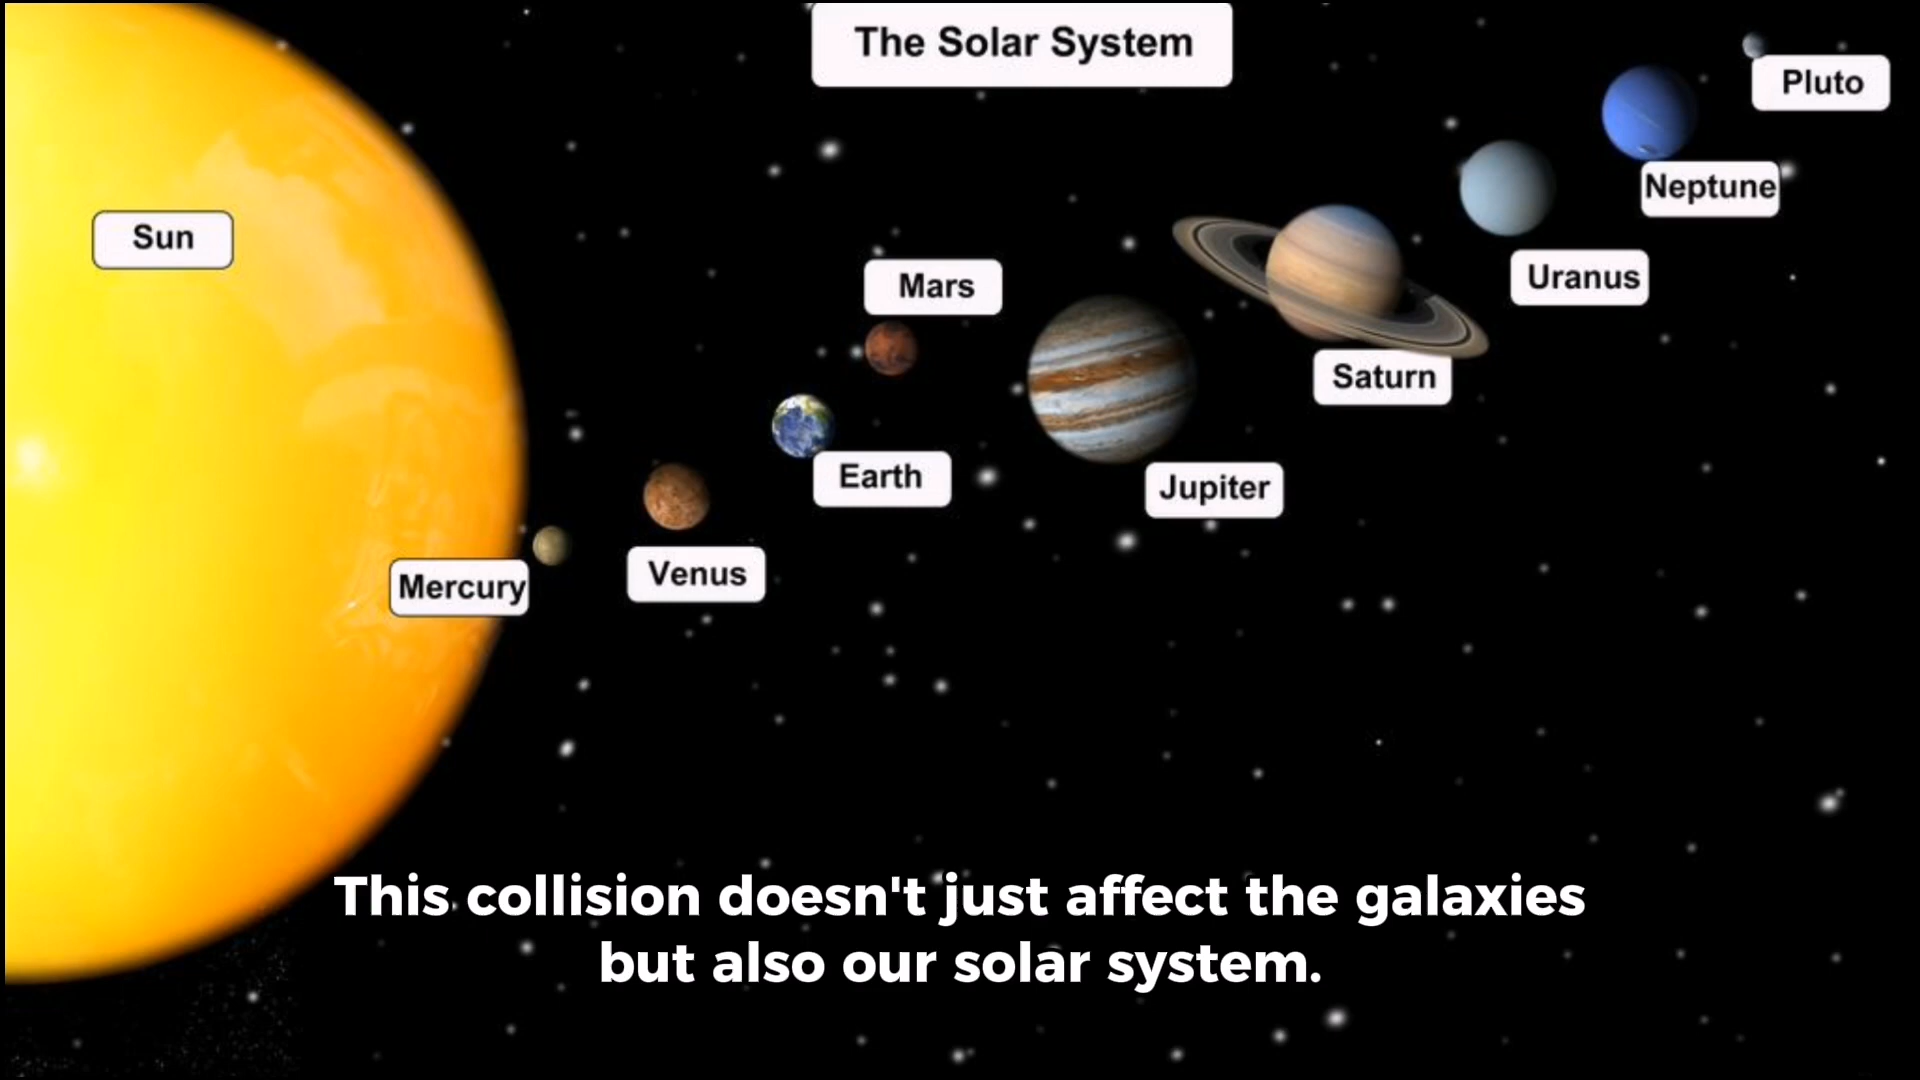 The Solar System
Pluto
Neptune
Sun
Uranus
Mars
Saturn
Earth
Jupiter
Venus
Mercury
This collision doesn't just affect the galaxies
but also our solar system.